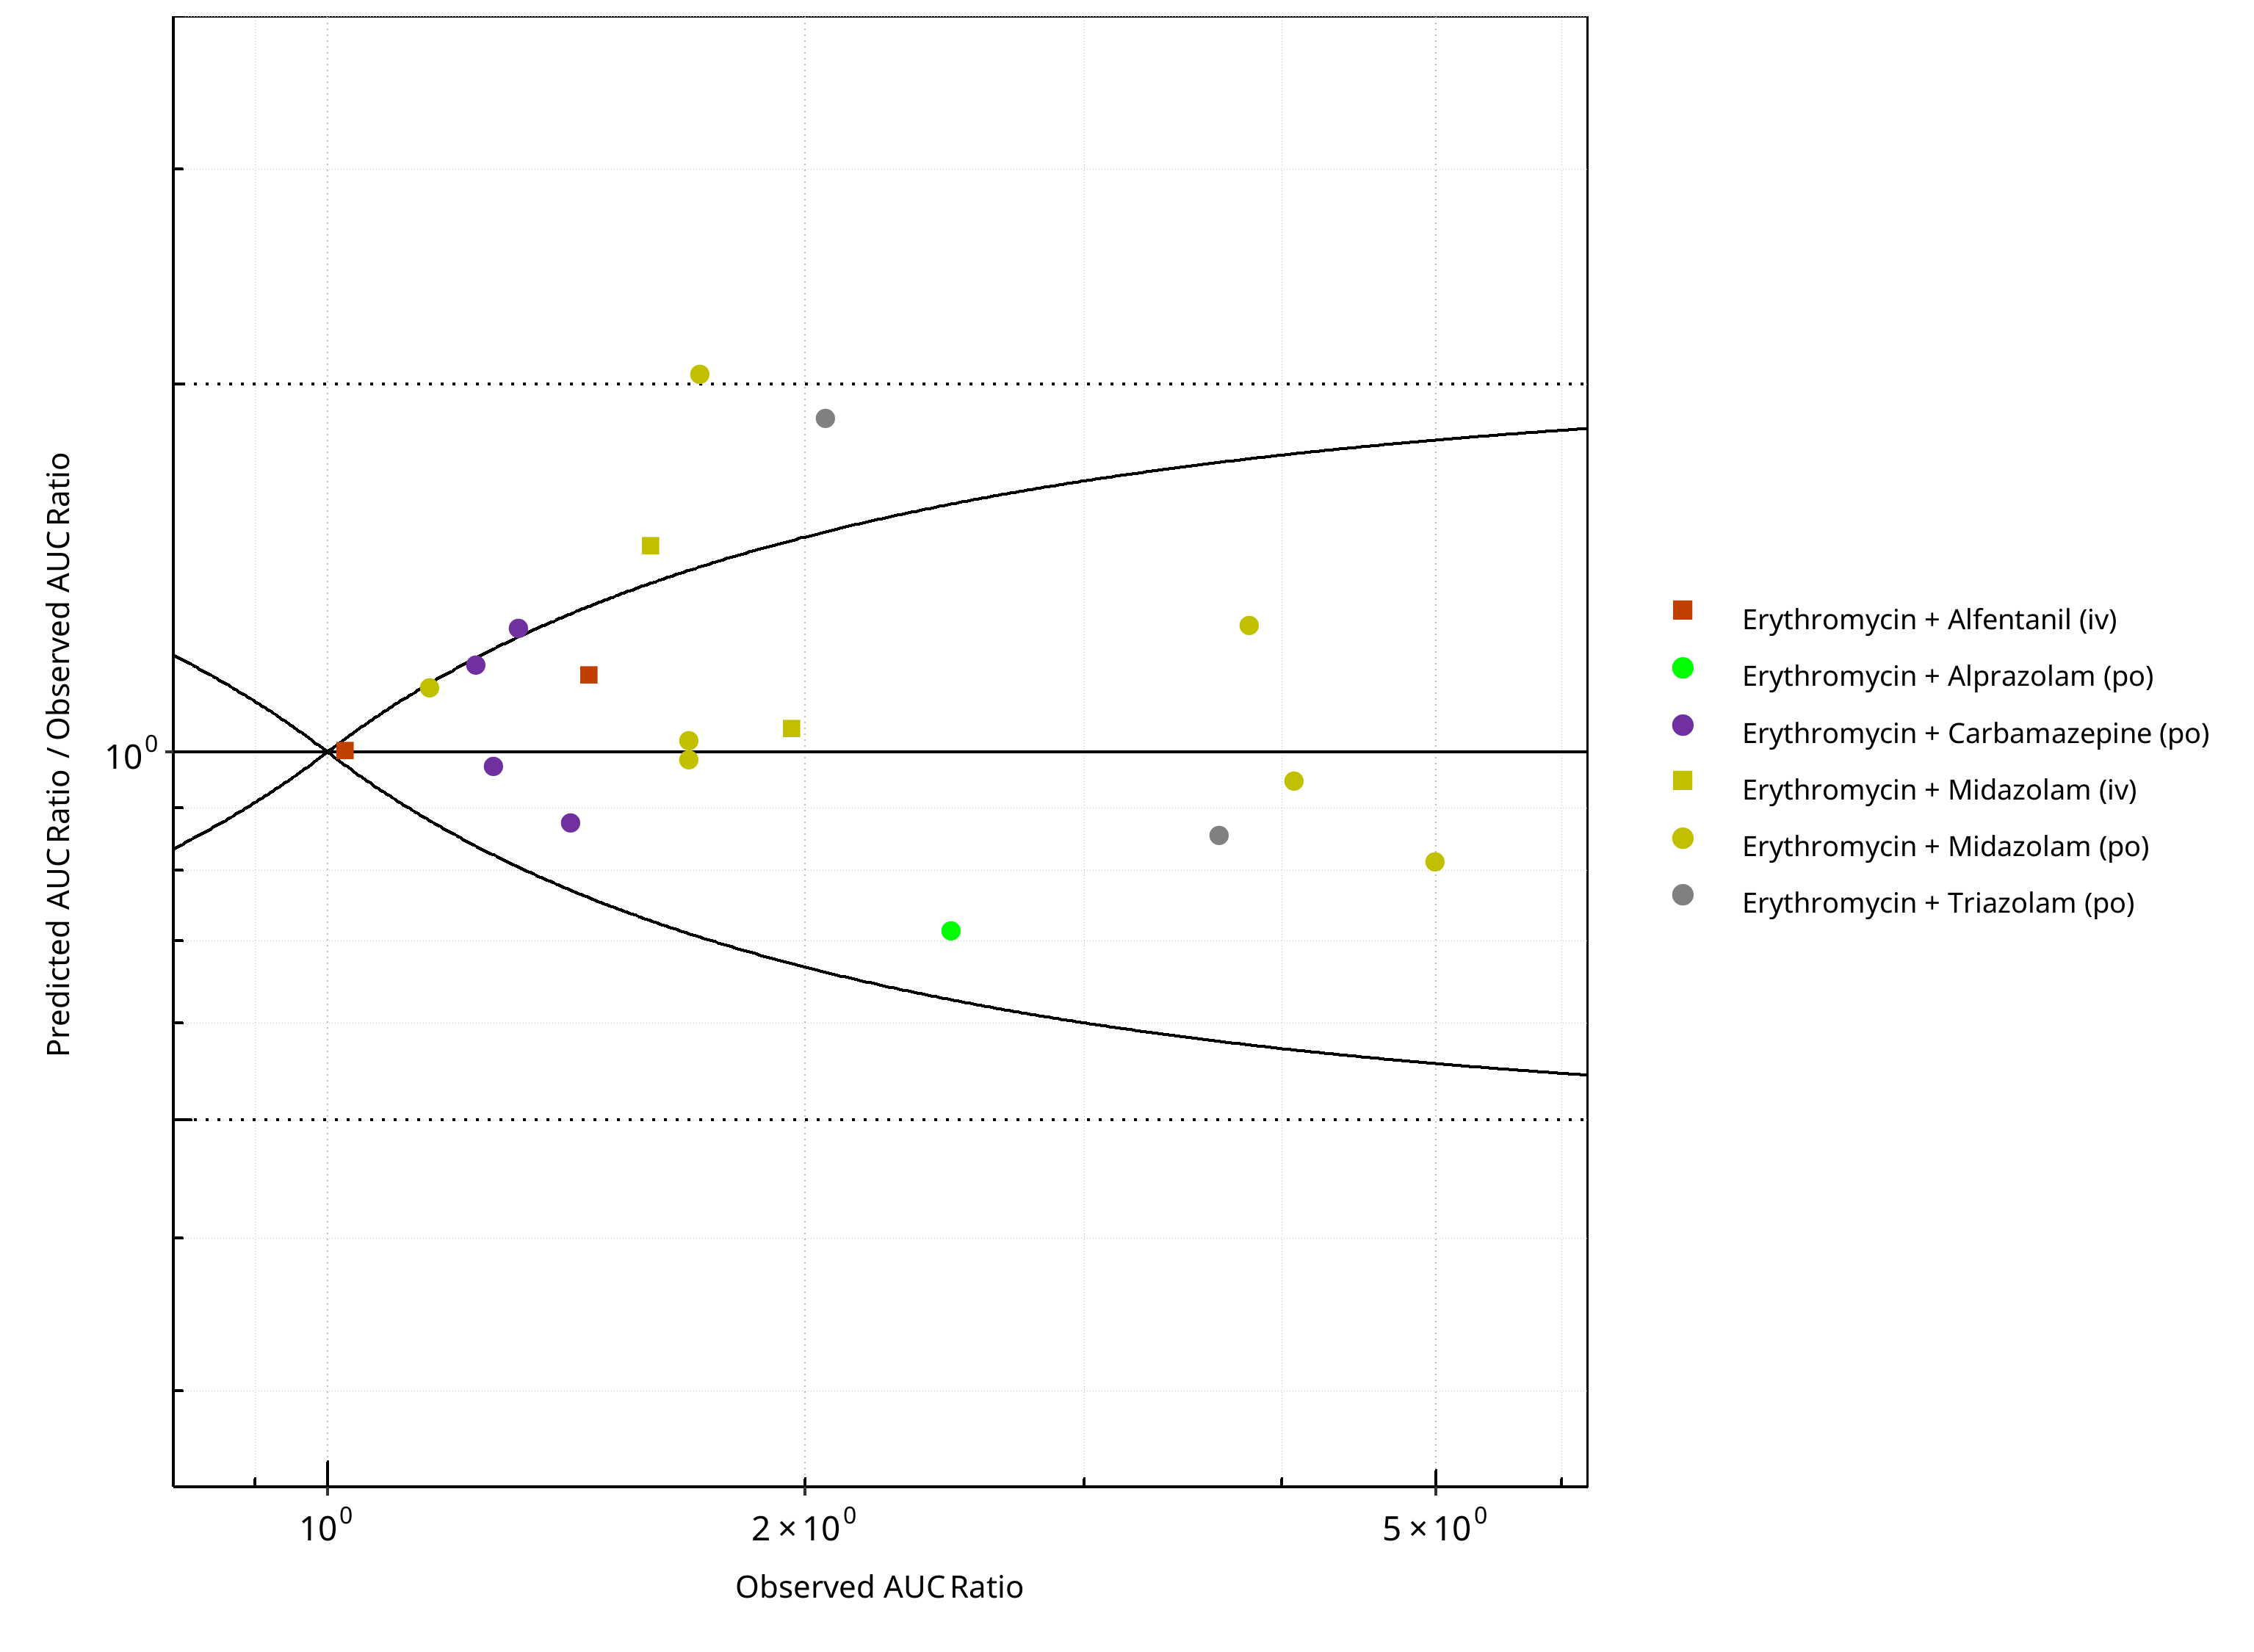 Predicted AUC Ratio / Observed AUC Ratio
10⁰
10⁰
2 × 10⁰
5 × 10⁰
Observed AUC Ratio
Erythromycin + Alfentanil (iv)
Erythromycin + Alprazolam (po)
Erythromycin + Carbamazepine (po)
Erythromycin + Midazolam (iv)
Erythromycin + Midazolam (po)
Erythromycin + Triazolam (po)